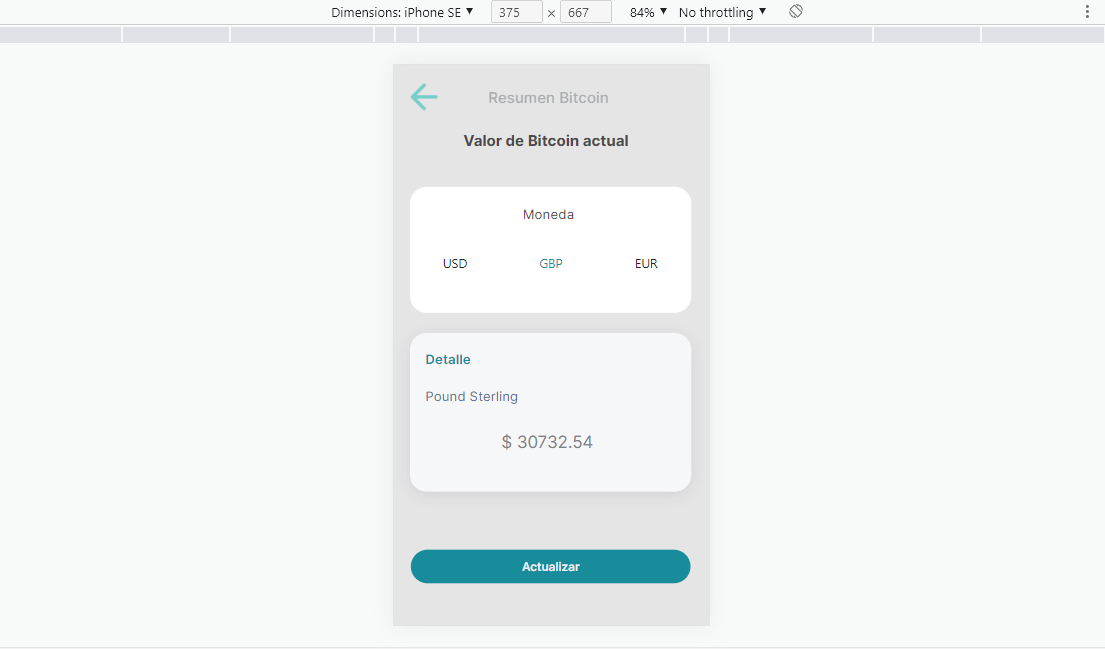 Dimensions: iPhone SE ▼ 375 × 667 84% ▼ No throttling ▼
Resumen Bitcoin
Valor de Bitcoin actual
Moneda
USD GBP EUR
Detalle
Pound Sterling
$ 30732.54
Actualizar